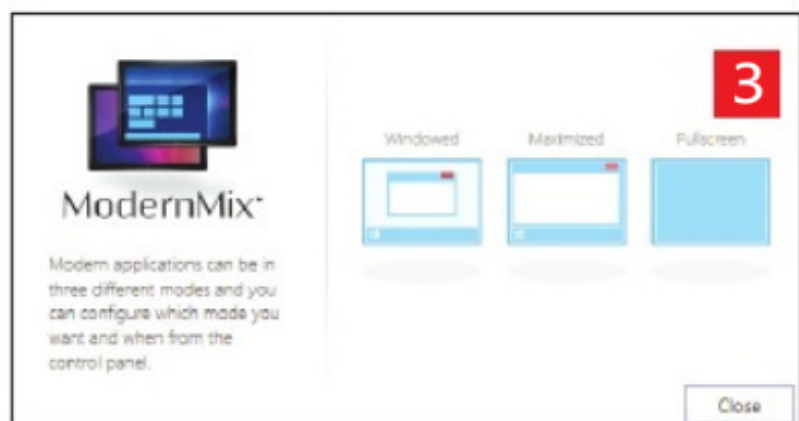 3
Windowed Maximized Fullscreen
ModernMix™
Modern applications can be in
three different modes and you
can configure which mode you
want and when from the
control panel.
Close